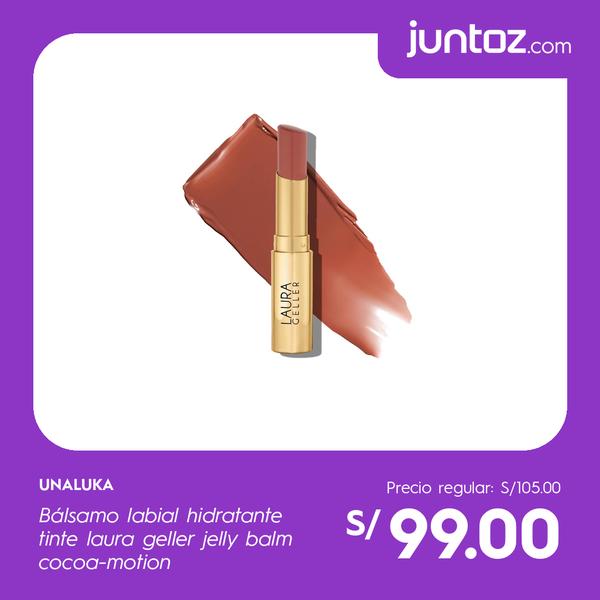 juntoz.com
LAURA
GELLER
UNALUKA
Bálsamo labial hidratante
tinte laura geller jelly balm
cocoa-motion
Precio regular: S/105.00
S/ 99.00